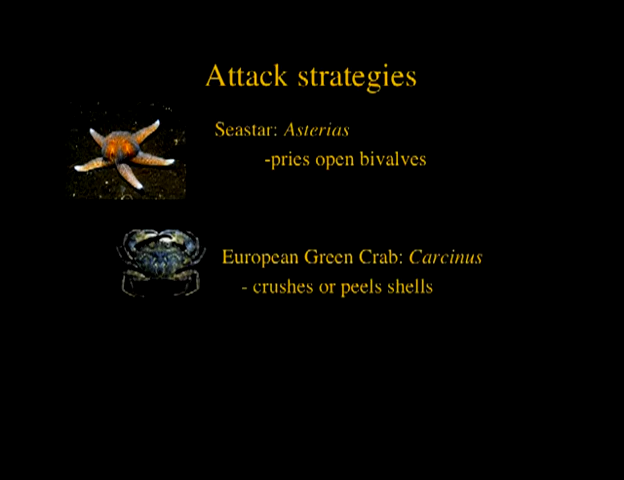 Attack strategies
Seastar: Asterias
-pries open bivalves
European Green Crab: Carcinus
- crushes or peels shells